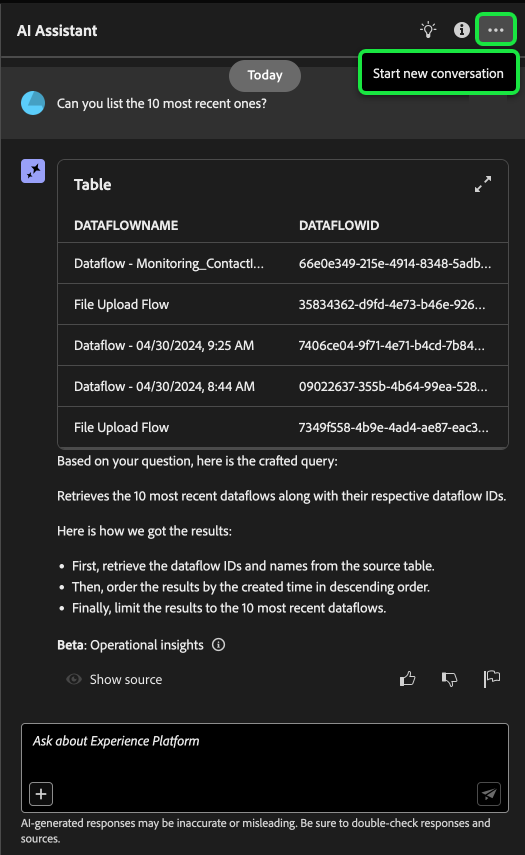 AI Assistant
Start new conversation
Today
Can you list the 10 most recent ones?
Table
DATAFLOWNAME DATAFLOWID
Dataflow - Monitoring_ContactI... 66e0e349-215e-4914-8348-5adb...
File Upload Flow 35834362-d9fd-4e73-b46e-926...
Dataflow - 04/30/2024, 9:25 AM 7406ce04-9f71-4e71-b4cd-7b84...
Dataflow - 04/30/2024, 8:44 AM 09022637-355b-4b64-99ea-528...
File Upload Flow 7349f558-4b9e-4ad4-ae87-eac3...
Based on your question, here is the crafted query:
Retrieves the 10 most recent dataflows along with their respective dataflow IDs.
Here is how we got the results:
• First, retrieve the dataflow IDs and names from the source table.
• Then, order the results by the created time in descending order.
• Finally, limit the results to the 10 most recent dataflows.
Beta: Operational insights
Show source
Ask about Experience Platform
AI-generated responses may be inaccurate or misleading. Be sure to double-check responses and
sources.